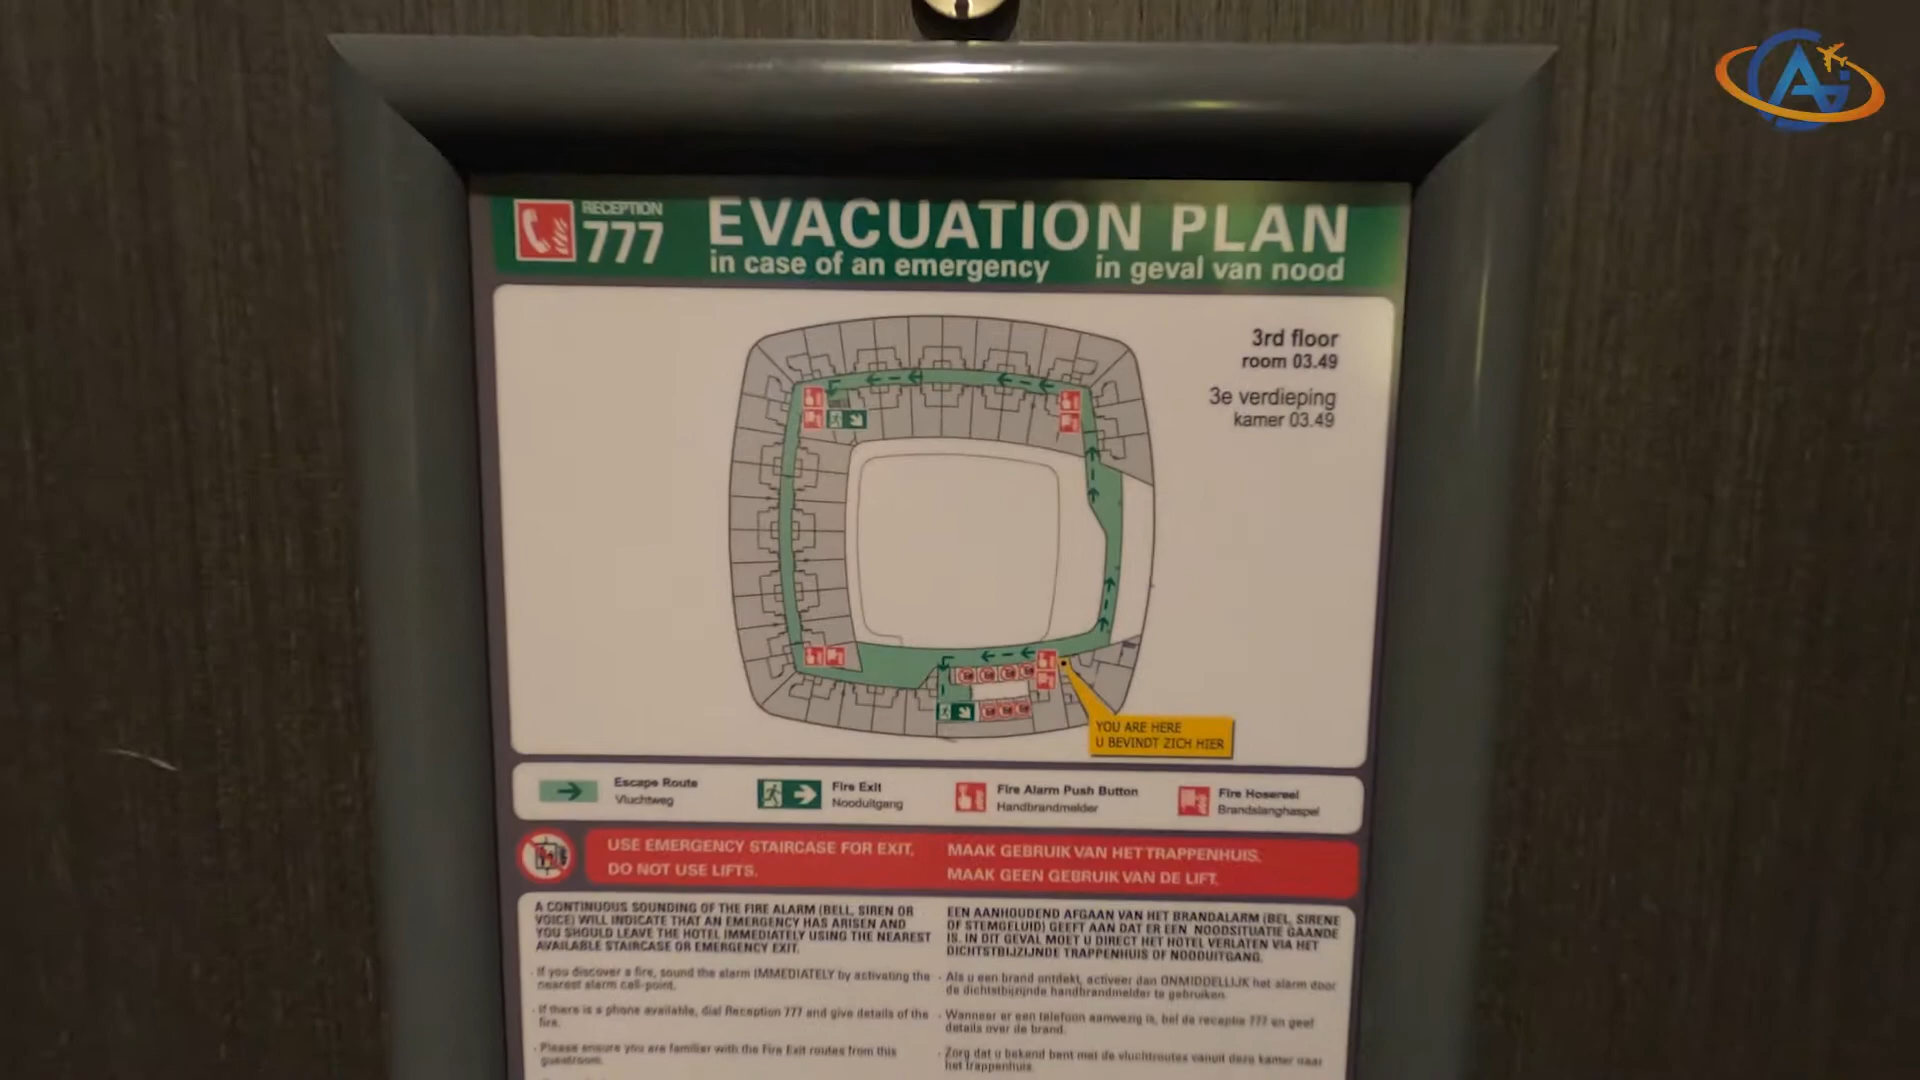 RECEPTION
777
EVACUATION PLAN
in case of an emergency
in geval van nood
3rd floor
room 03.49
3e verdieping
kamer 03.49
YOU ARE HERE
U BEVINDT ZICH HIER
Escape Route
Vluchtweg
Fire Exit
Nooduitgang
Fire Alarm Push Button
Handbrandmelder
Fire Hosereel
Brandslanghaspel
USE EMERGENCY STAIRCASE FOR EXIT.
DO NOT USE LIFTS.
MAAK GEBRUIK VAN HET TRAPPENHUIS.
MAAK GEEN GEBRUIK VAN DE LIFT.
A CONTINUOUS SOUNDING OF THE FIRE ALARM (BELL, SIREN OR
VOICE) WILL INDICATE THAT AN EMERGENCY HAS ARISEN AND
YOU SHOULD LEAVE THE HOTEL IMMEDIATELY USING THE NEAREST
AVAILABLE STAIRCASE OR EMERGENCY EXIT.
- If you discover a fire, sound the alarm IMMEDIATELY by activating the
nearest alarm call-point.
- If there is a phone available, dial Reception 777 and give details of the
fire.
- Please ensure you are familiar with the Fire Exit routes from this
guestroom.
EEN AANHOUDEND AFGAAN VAN HET BRANDALARM (BEL, SIRENE
OF STEMGELUID) GEEFT AAN DAT ER EEN NOODSITUATIE GAANDE
IS. IN DIT GEVAL MOET U DIRECT HET HOTEL VERLATEN VIA HET
DICHTSTBIJZIJNDE TRAPPENHUIS OF NOODUITGANG.
- Als u een brand ontdekt, activeer dan ONMIDDELLIJK het alarm door
de dichtstbijzijnde handbrandmelder te gebruiken.
- Wanneer er een telefoon aanwezig is, bel de receptie 777 en geef
details over de brand.
- Zorg dat u bekend bent met de vluchtroutes vanuit deze kamer naar
het trappenhuis.